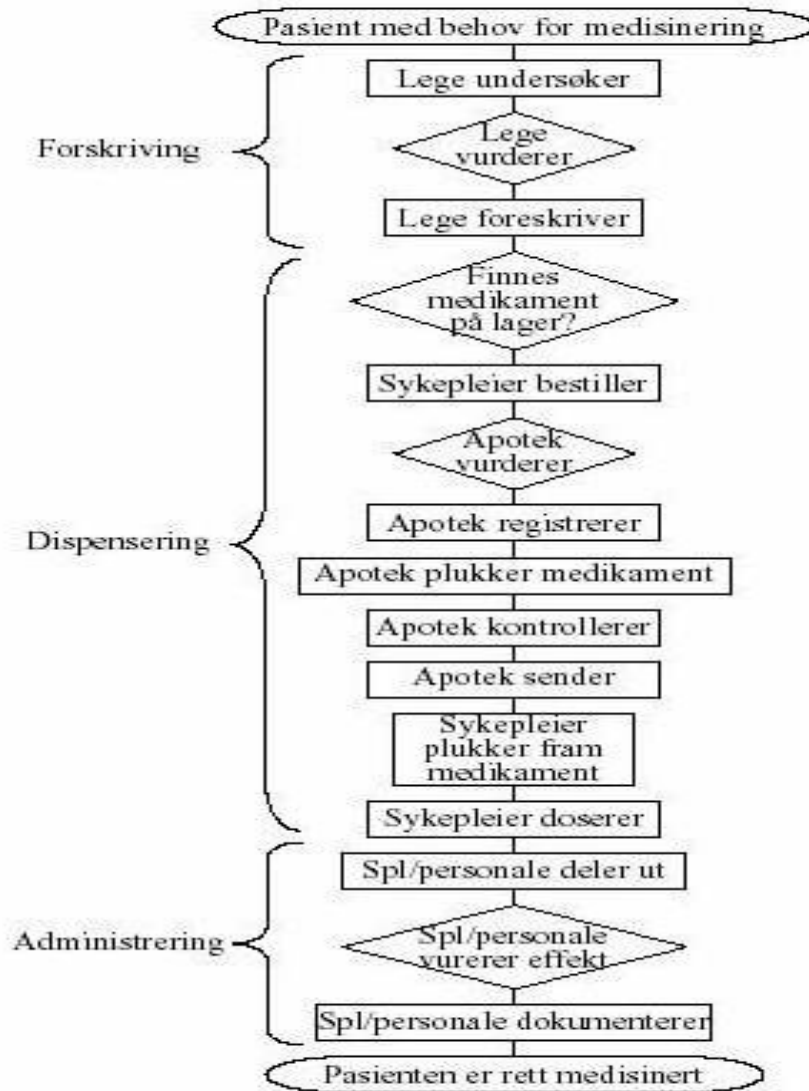 Pasient med behov for medisinering
Lege undersøker
Forskriving
Lege
vurderer
Lege foreskriver
Finnes
medikament
på lager?
Sykepleier bestiller
Apotek
vurderer
Apotek registrerer
Dispensering
Apotek plukker medikament
Apotek kontrollerer
Apotek sender
Sykepleier
plukker fram
medikament
Sykepleier doserer
Spl/personale deler ut
Administrering
Spl/personale
vurerer effekt
Spl/personale dokumenterer
Pasienten er rett medisinert